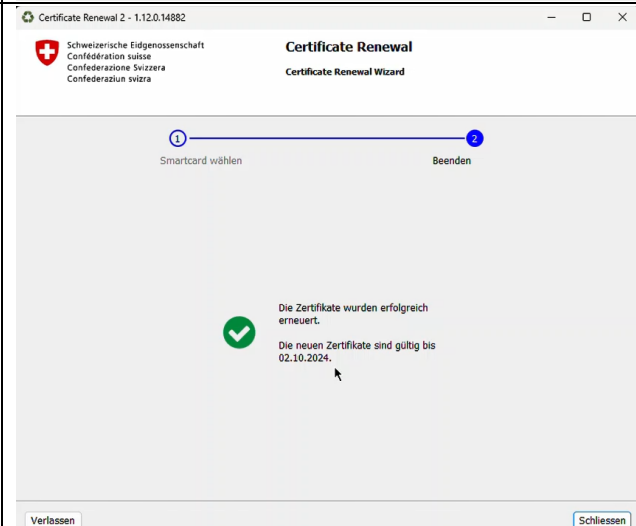 Certificate Renewal 2 - 1.12.0.14882
Schweizerische Eidgenossenschaft
Confédération suisse
Confederazione Svizzera
Confederaziun svizra
Certificate Renewal
Certificate Renewal Wizard
1
2
Smartcard wählen
Beenden
Die Zertifikate wurden erfolgreich
erneuert.
Die neuen Zertifikate sind gültig bis
02.10.2024.
Verlassen
Schliessen